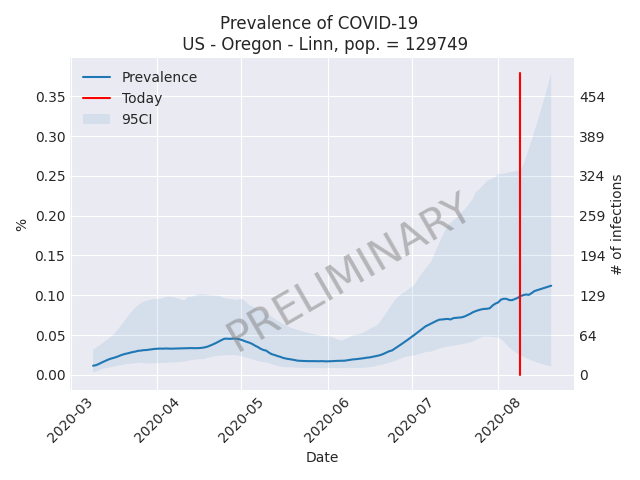 Prevalence of COVID-19
US - Oregon - Linn, pop. = 129749
Prevalence
Today
95CI
PRELIMINARY
%
0.35
0.30
0.25
0.20
0.15
0.10
0.05
0.00
454
389
324
259
194
129
64
0
# of infections
2020-03
2020-04
2020-05
2020-06
2020-07
2020-08
Date